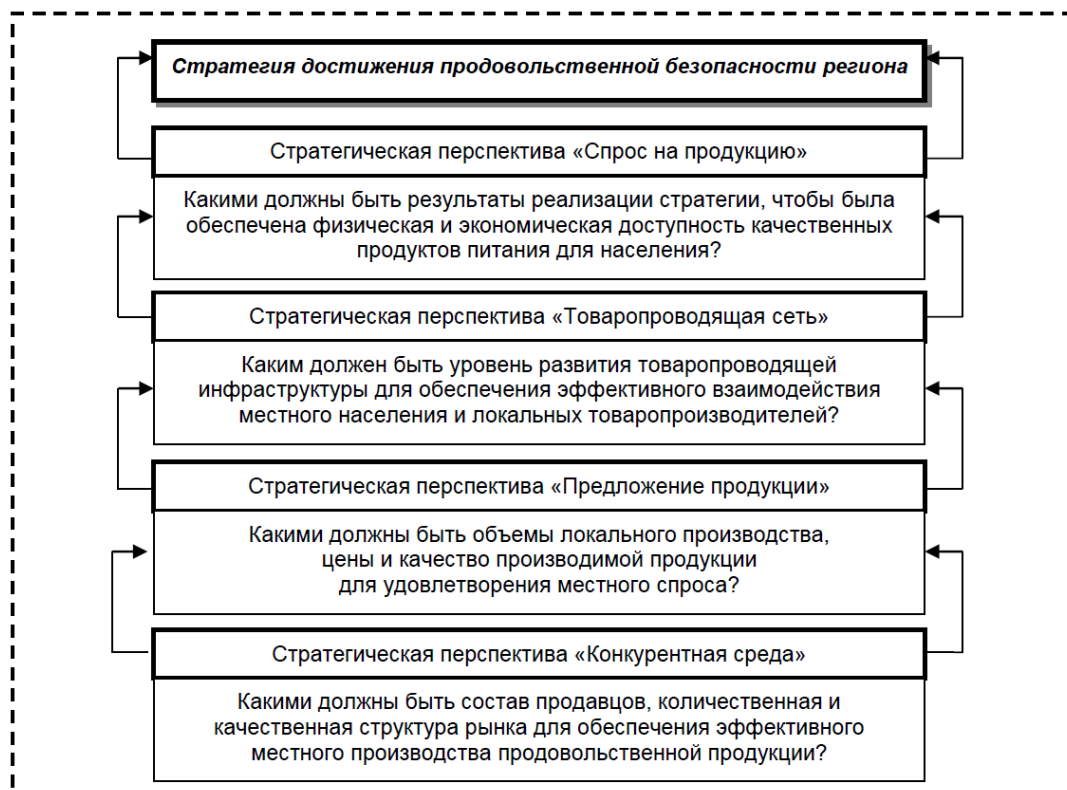 Стратегия достижения продовольственной безопасности региона
Стратегическая перспектива «Спрос на продукцию»
Какими должны быть результаты реализации стратегии, чтобы была
обеспечена физическая и экономическая доступность качественных
продуктов питания для населения?
Стратегическая перспектива «Товаропроводящая сеть»
Каким должен быть уровень развития товаропроводящей
инфраструктуры для обеспечения эффективного взаимодействия
местного населения и локальных товаропроизводителей?
Стратегическая перспектива «Предложение продукции»
Какими должны быть объемы локального производства,
цены и качество производимой продукции
для удовлетворения местного спроса?
Стратегическая перспектива «Конкурентная среда»
Какими должны быть состав продавцов, количественная и
качественная структура рынка для обеспечения эффективного
местного производства продовольственной продукции?